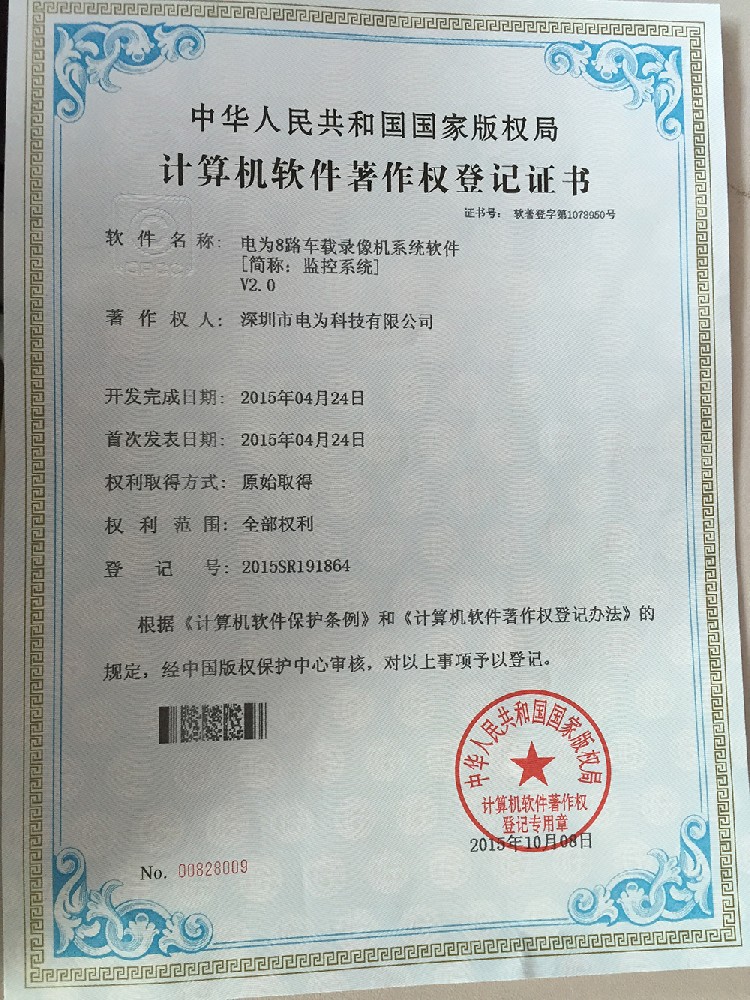 中华人民共和国国家版权局
计算机软件著作权登记证书
证书号： 软著登字第1078950号
软件名称： 电为8路车载录像机系统软件
[简称：监控系统]
V2.0
著作权人： 深圳市电为科技有限公司
开发完成日期： 2015年04月24日
首次发表日期： 2015年04月24日
权利取得方式： 原始取得
权利范围： 全部权利
登记号： 2015SR191864
根据《计算机软件保护条例》和《计算机软件著作权登记办法》的
规定，经中国版权保护中心审核，对以上事项予以登记。
中华人民共和国国家版权局
计算机软件著作权
登记专用章
2015年10月08日
No. 00828009
CPCC